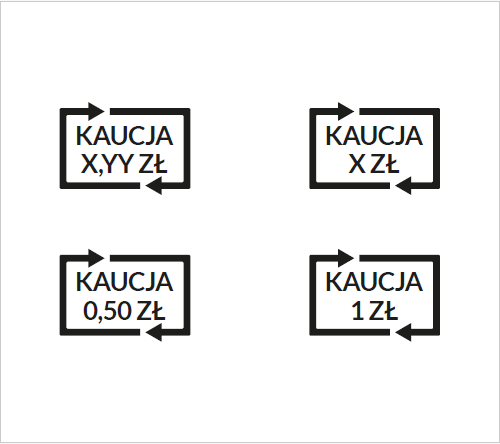 KAUCJA
X,YY ZŁ
KAUCJA
X ZŁ
KAUCJA
0,50 ZŁ
KAUCJA
1 ZŁ